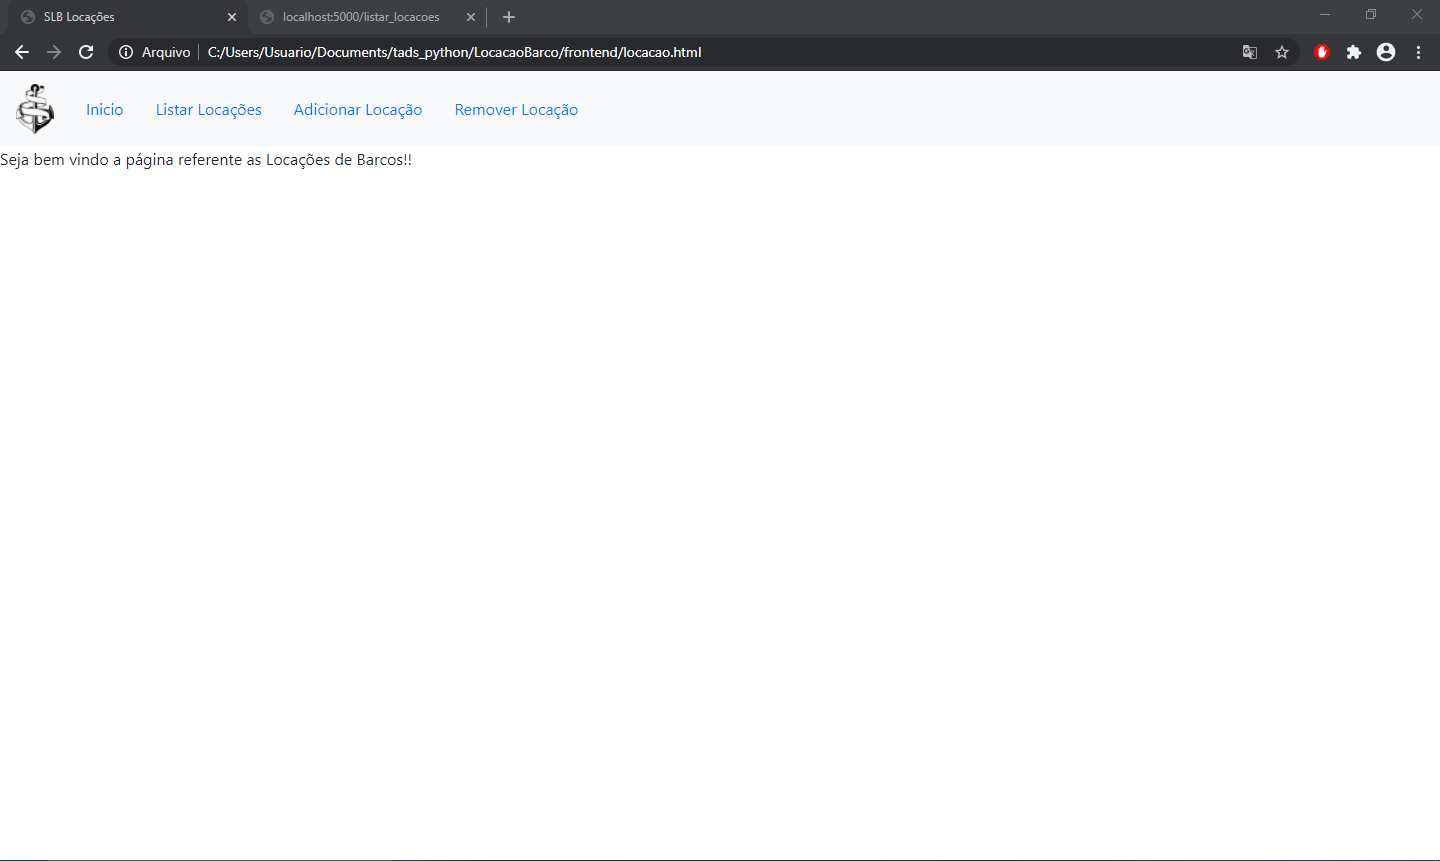 SLB Locações
localhost:5000/listar_locacoes
Arquivo
C:/Users/Usuario/Documents/tads_python/LocacaoBarco/frontend/locacao.html
Inicio
Listar Locações
Adicionar Locação
Remover Locação
Seja bem vindo a página referente as Locações de Barcos!!